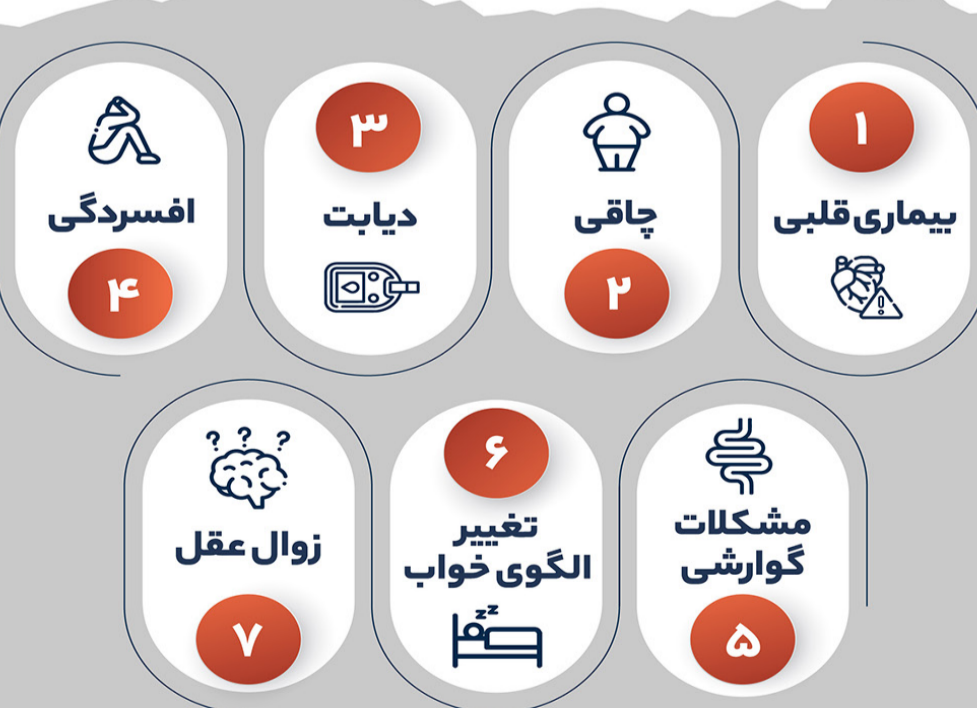 ۱
بیماری قلبی
چاقی
۲
۳
دیابت
افسردگی
۴
مشکلات
گوارشی
۵
۶
تغییر
الگوی خواب
zzz
زوال عقل
۷